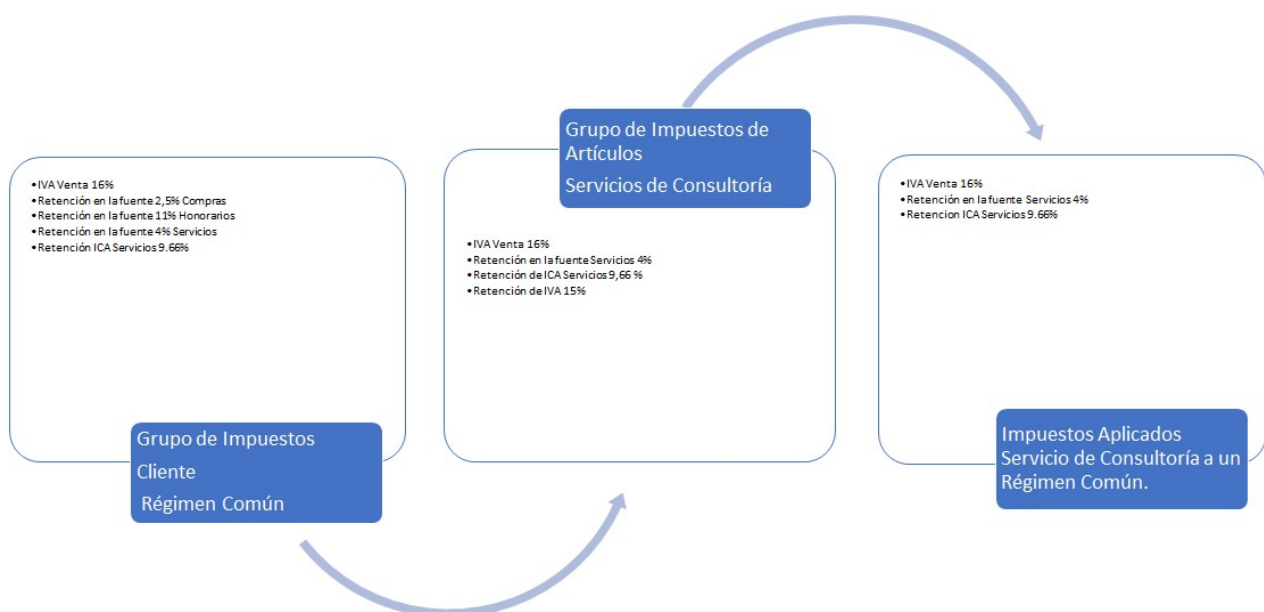 •IVA Venta 16%
•Retención en la fuente 2,5% Compras
•Retención en la fuente 11% Honorarios
•Retención en la fuente 4% Servicios
•Retención ICA Servicios 9.66%
Grupo de Impuestos
Cliente
Régimen Común
Grupo de Impuestos de
Artículos
Servicios de Consultoría
•IVA Venta 16%
•Retención en la fuente Servicios 4%
•Retención de ICA Servicios 9,66 %
•Retención de IVA 15%
•IVA Venta 16%
•Retención en la fuente Servicios 4%
•Retencion ICA Servicios 9.66%
Impuestos Aplicados
Servicio de Consultoría a un
Régimen Común.